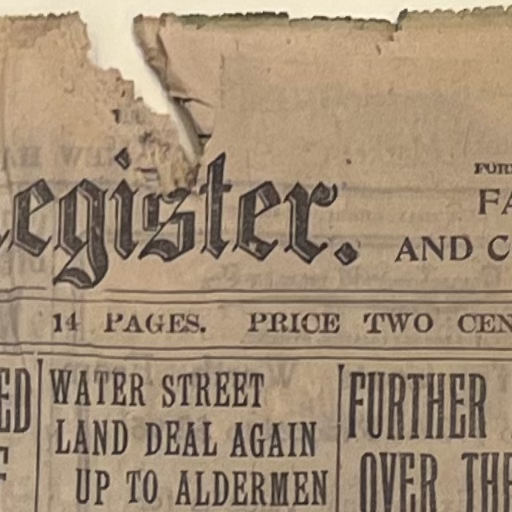 egister.
FA
AND C
14 PAGES. PRICE TWO CEN
ED
WATER STREET
LAND DEAL AGAIN
UP TO ALDERMEN
FURTHER
OVER THE